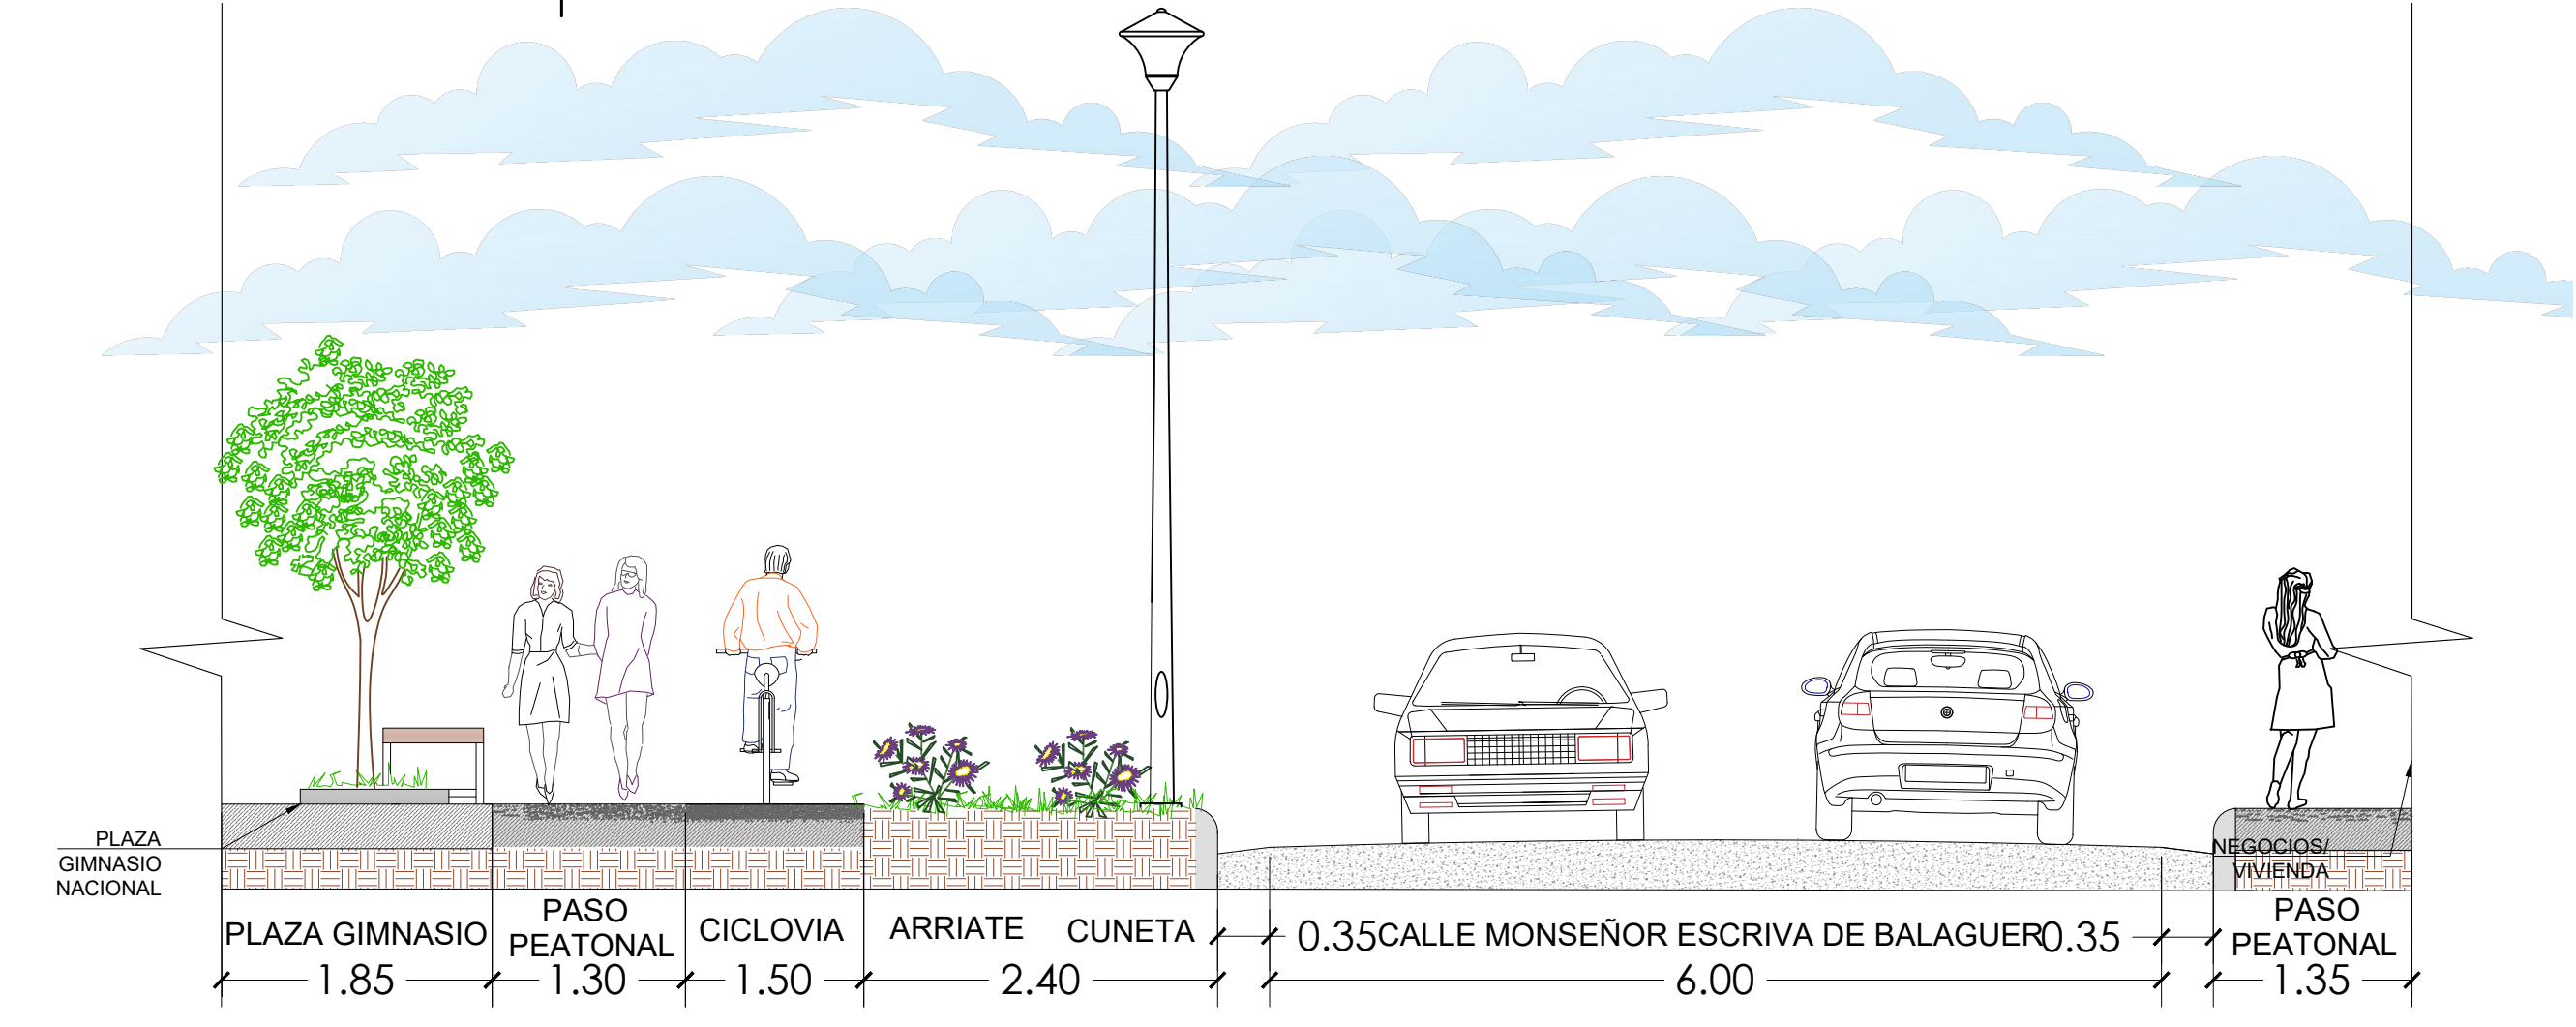 PLAZA
GIMNASIO
NACIONAL
NEGOCIOS/
VIVIENDA
PLAZA GIMNASIO
1.85
PASO
PEATONAL
1.30
CICLOVIA
1.50
ARRIATE
CUNETA
2.40
0.35
CALLE MONSEÑOR ESCRIVA DE BALAGUER
0.35
6.00
PASO
PEATONAL
1.35